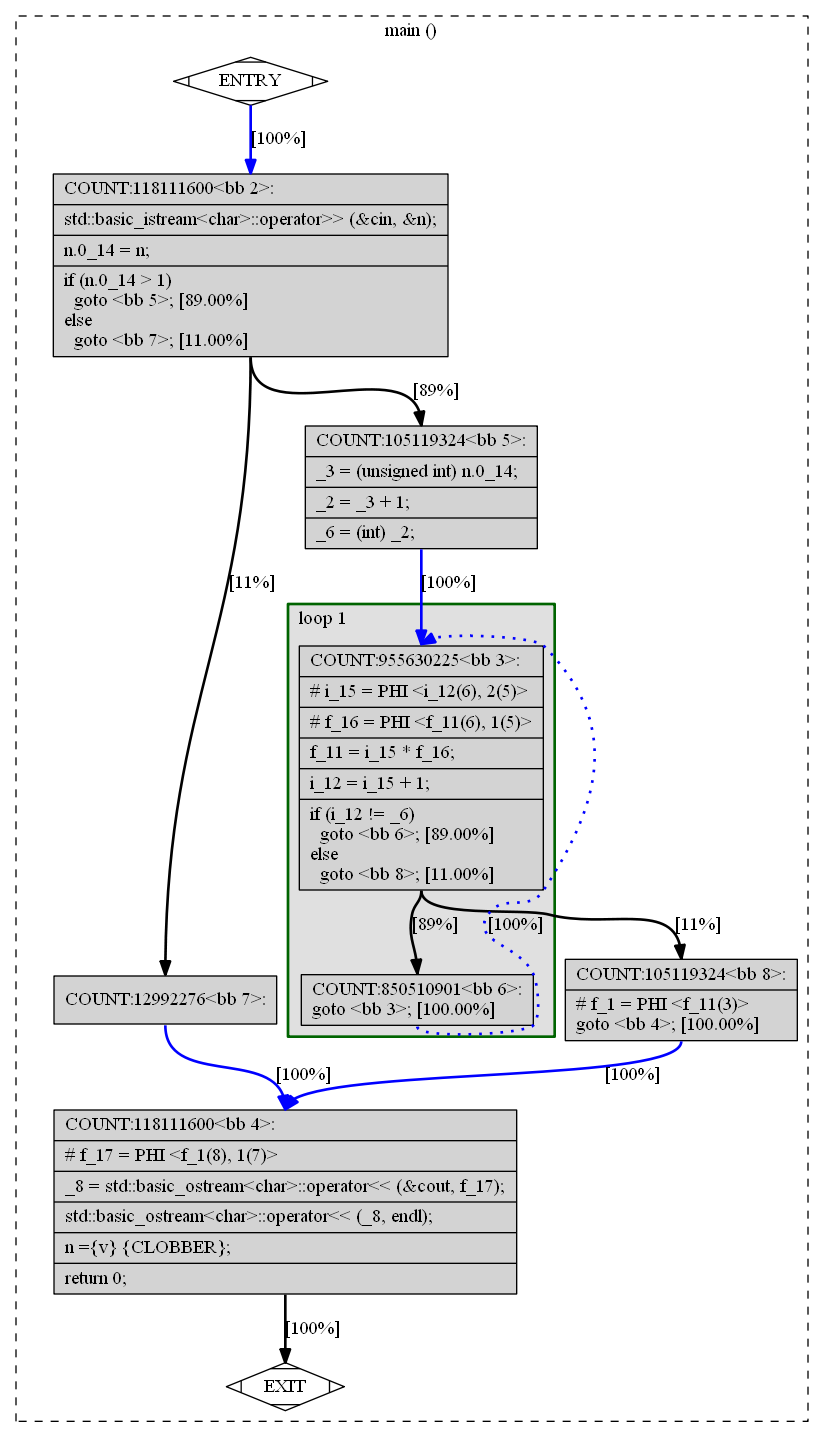 main ()
ENTRY
[100%]
COUNT:118111600<bb 2>:
std::basic_istream<char>::operator>> (&cin, &n);
n.0_14 = n;
if (n.0_14 > 1)
goto <bb 5>; [89.00%]
else
goto <bb 7>; [11.00%]
[89%]
COUNT:105119324<bb 5>:
_3 = (unsigned int) n.0_14;
_2 = _3 + 1;
_6 = (int) _2;
[11%]
[100%]
loop 1
COUNT:955630225<bb 3>:
# i_15 = PHI <i_12(6), 2(5)>
# f_16 = PHI <f_11(6), 1(5)>
f_11 = i_15 * f_16;
i_12 = i_15 + 1;
if (i_12 != _6)
goto <bb 6>; [89.00%]
else
goto <bb 8>; [11.00%]
[89%]
[100%]
[11%]
COUNT:12992276<bb 7>:
COUNT:850510901<bb 6>:
goto <bb 3>; [100.00%]
COUNT:105119324<bb 8>:
# f_1 = PHI <f_11(3)>
goto <bb 4>; [100.00%]
[100%]
[100%]
COUNT:118111600<bb 4>:
# f_17 = PHI <f_1(8), 1(7)>
_8 = std::basic_ostream<char>::operator<< (&cout, f_17);
std::basic_ostream<char>::operator<< (_8, endl);
n ={v} {CLOBBER};
return 0;
[100%]
EXIT